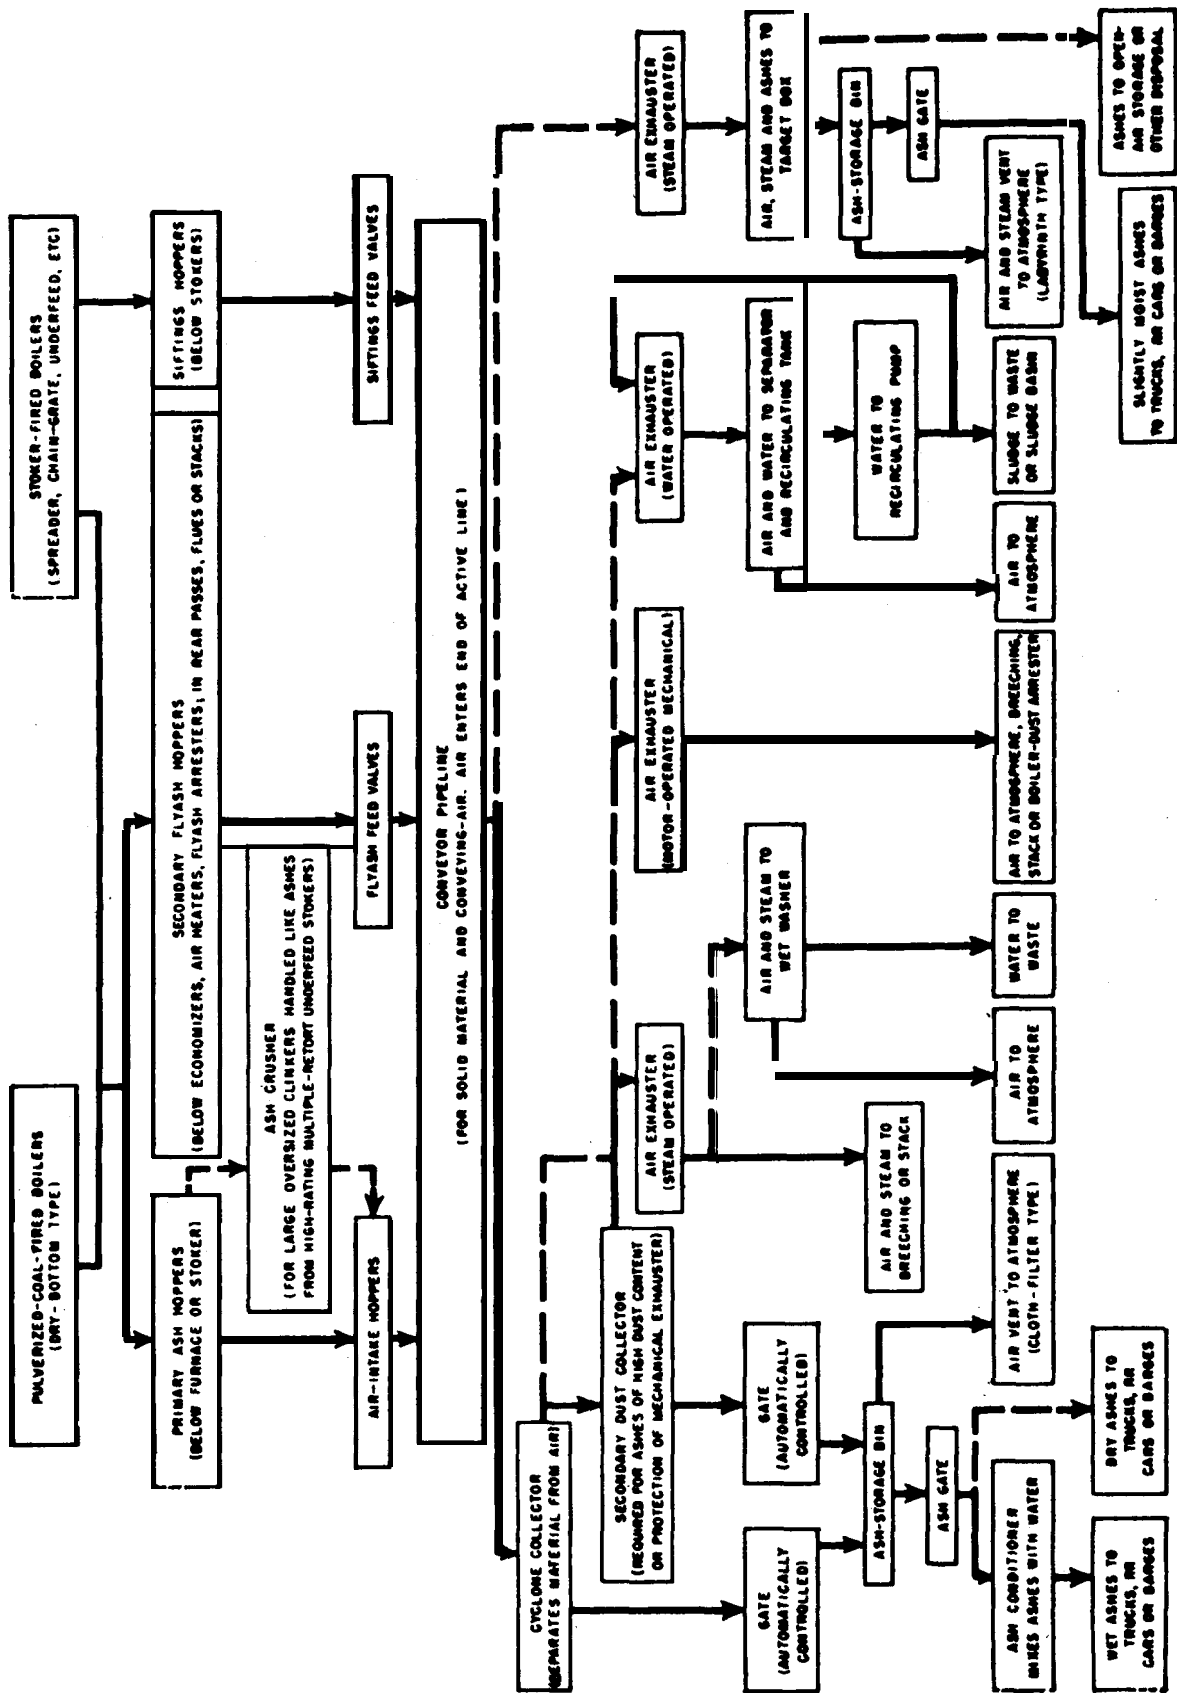 PULVERIZED-COAL-FIRED BOILERS
(DRY-BOTTOM TYPE)
STOKER-FIRED BOILERS
(SPREADER, CHAIN-GRATE, UNDERFEED, ETC)
PRIMARY ASH HOPPERS
(BELOW FURNACE OR STOKER)
SECONDARY FLYASH HOPPERS
(BELOW ECONOMIZERS, AIR HEATERS, FLYASH ARRESTERS; IN REAR PASSES, FLUES OR STACKS)
SIFTINGS HOPPERS
(BELOW STOKERS)
ASH CRUSHER
(FOR LARGE OVERSIZED CLINKERS HANDLED LIKE ASHES
FROM HIGH-RATING MULTIPLE-RETORT UNDERFEED STOKERS)
AIR-INTAKE HOPPERS
FLYASH FEED VALVES
SIFTINGS FEED VALVES
CONVEYOR PIPELINE
(FOR SOLID MATERIAL AND CONVEYING-AIR. AIR ENTERS END OF ACTIVE LINE)
CYCLONE COLLECTOR
(SEPARATES MATERIAL FROM AIR)
SECONDARY DUST COLLECTOR
(REQUIRED FOR ASHES OF HIGH DUST CONTENT
OR PROTECTION OF MECHANICAL EXHAUSTER)
AIR EXHAUSTER
(STEAM OPERATED)
AIR EXHAUSTER
(MOTOR-OPERATED MECHANICAL)
AIR EXHAUSTER
(WATER OPERATED)
AIR EXHAUSTER
(STEAM OPERATED)
GATE
(AUTOMATICALLY
CONTROLLED)
GATE
(AUTOMATICALLY
CONTROLLED)
AIR AND STEAM TO
WET WASHER
AIR AND WATER TO SEPARATOR
AND RECIRCULATING TANK
AIR, STEAM AND ASHES TO
TARGET BOX
ASH-STORAGE BIN
AIR AND STEAM TO
BREECHING OR STACK
WATER TO
RECIRCULATING PUMP
ASH-STORAGE BIN
ASH GATE
ASH GATE
ASH CONDITIONER
MIXES ASHES WITH WATER
AIR VENT TO ATMOSPHERE
(CLOTH-FILTER TYPE)
AIR TO
ATMOSPHERE
WATER TO
WASTE
AIR TO ATMOSPHERE, BREECHING,
STACK OR BOILER-DUST ARRESTER
AIR TO
ATMOSPHERE
SLUDGE TO WASTE
OR SLUDGE BASIN
AIR AND STEAM VENT
TO ATMOSPHERE
(LABYRINTH TYPE)
WET ASHES TO
TRUCKS, RR
CARS OR BARGES
DRY ASHES TO
TRUCKS, RR
CARS OR BARGES
SLIGHTLY MOIST ASHES
TO TRUCKS, RR CARS OR BARGES
ASHES TO OPEN-
AIR STORAGE OR
OTHER DISPOSAL